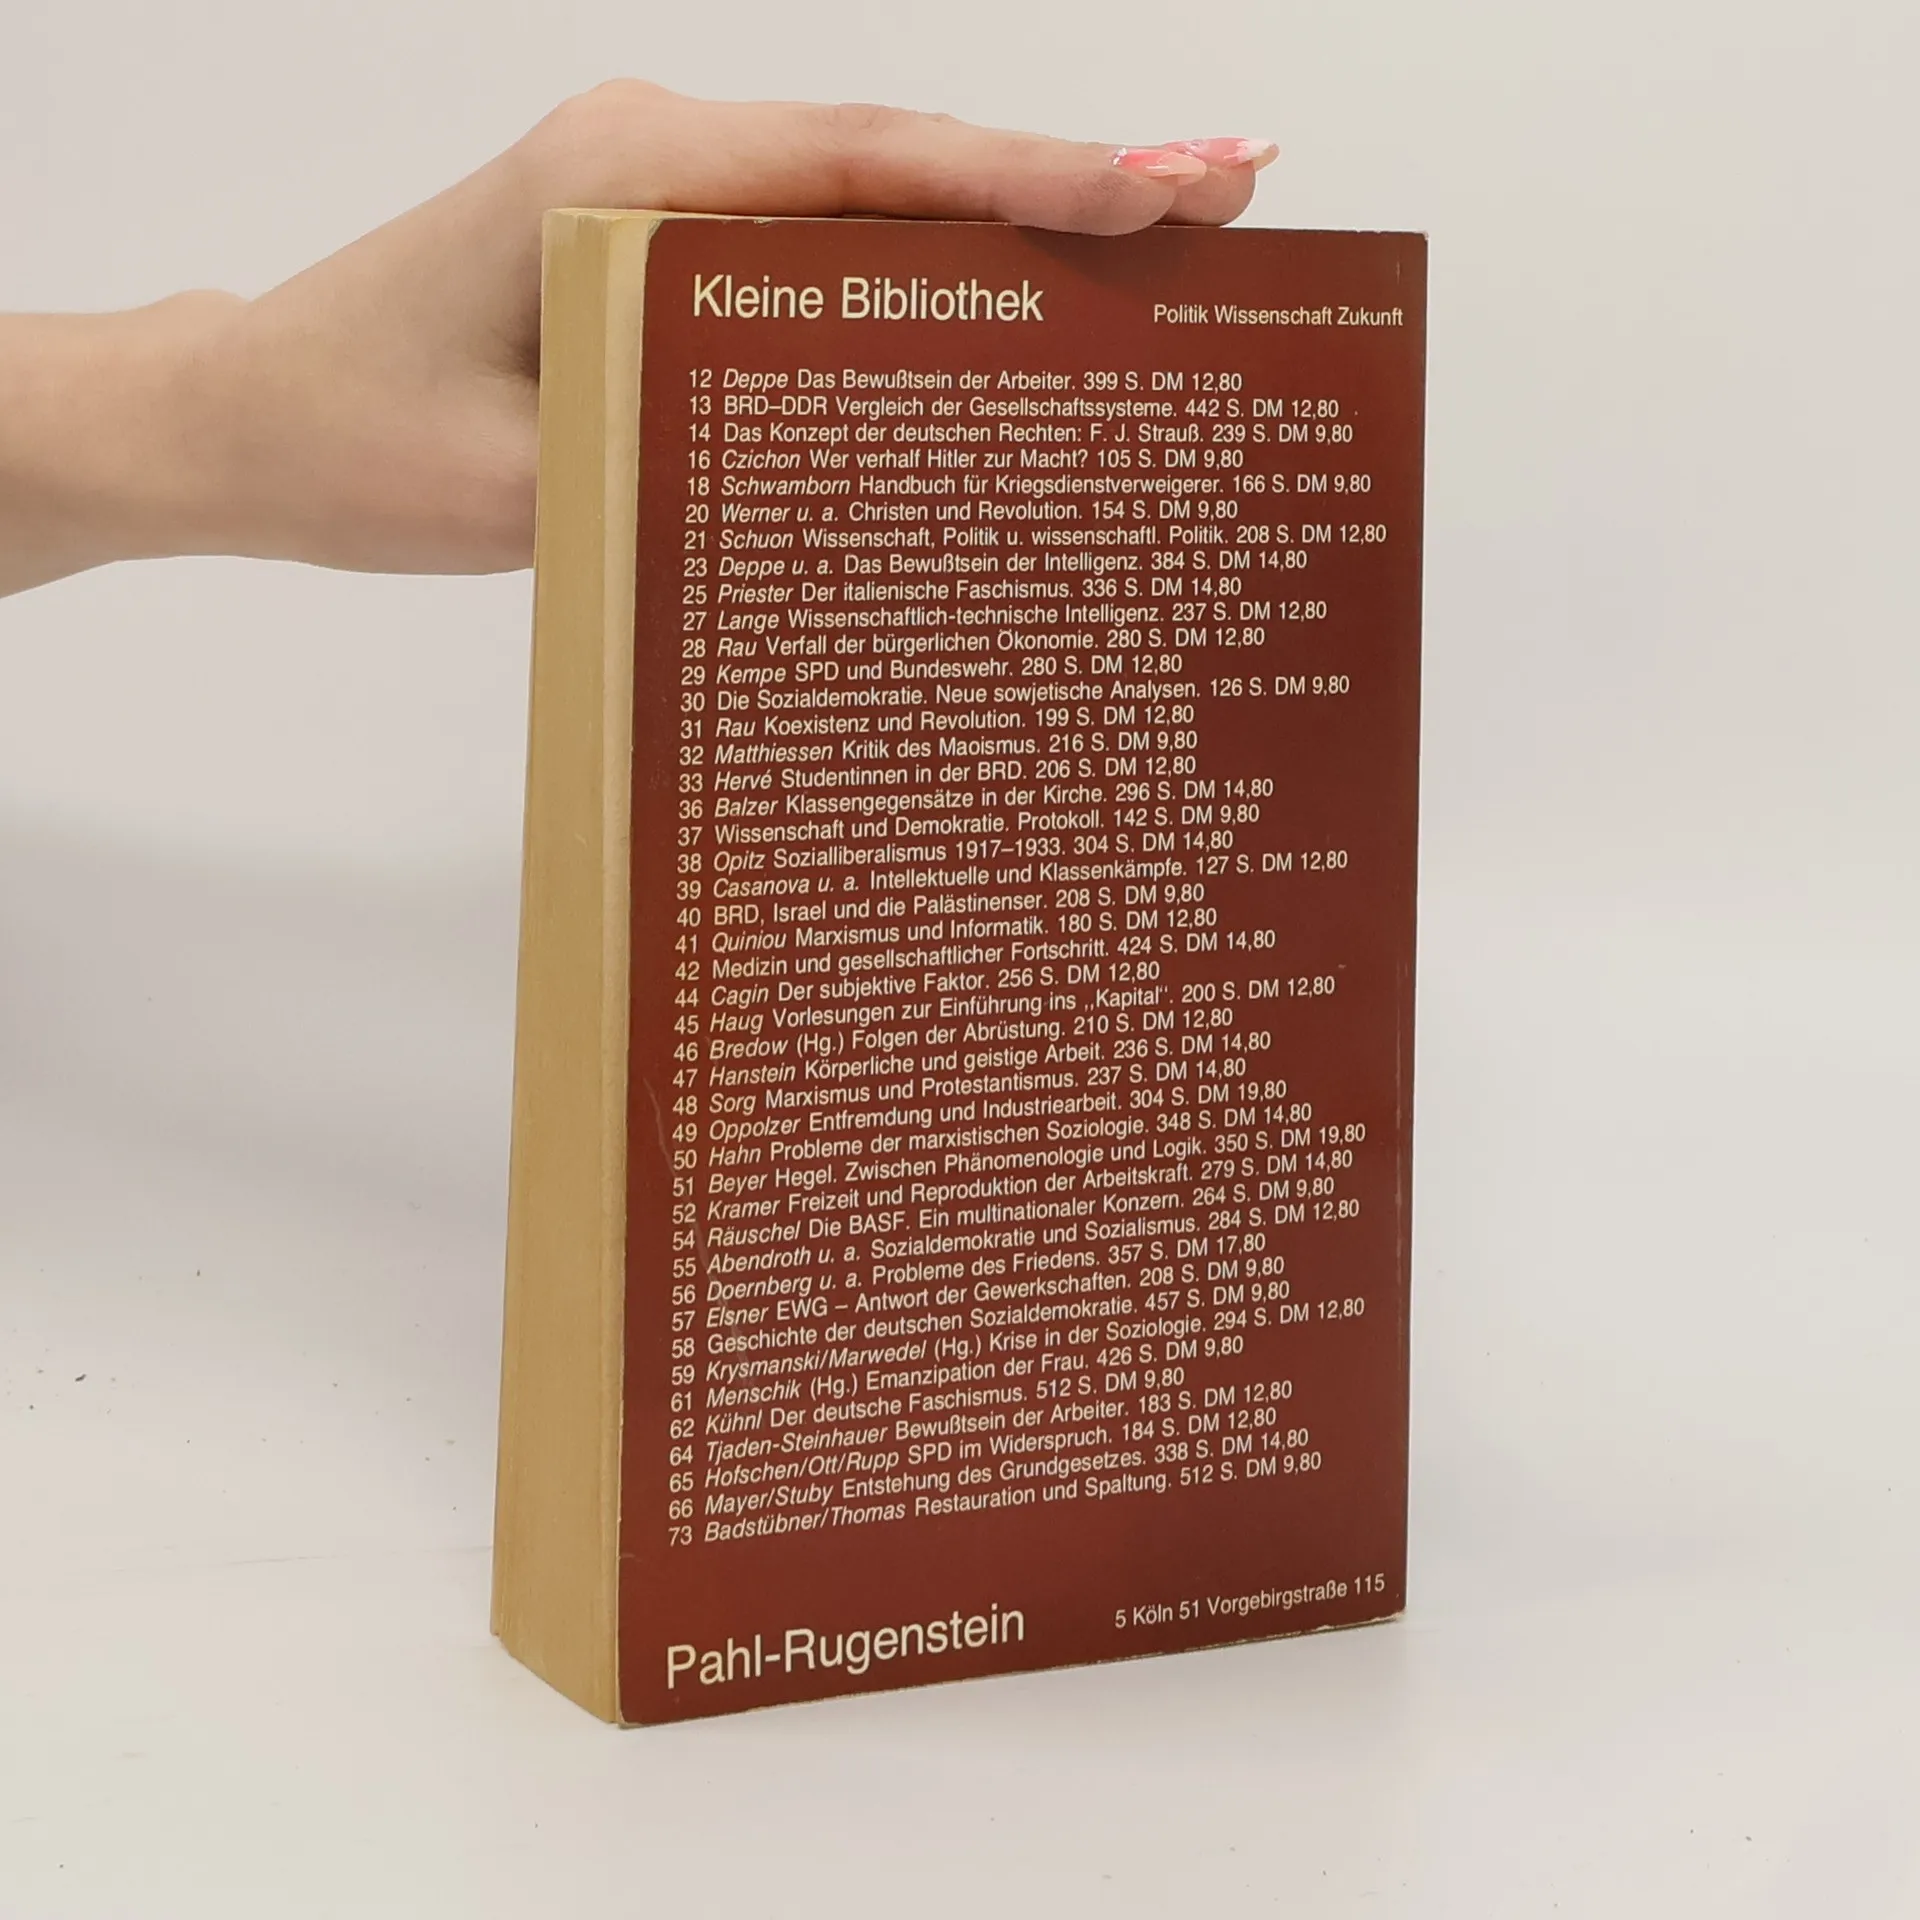 Kleine Bibliothek
Politik Wissenschaft Zukunft
12 Deppe Das Bewußtsein der Arbeiter. 399 S. DM 12,80
13 BRD–DDR Vergleich der Gesellschaftssysteme. 442 S. DM 12,80
14 Das Konzept der deutschen Rechten: F. J. Strauß. 239 S. DM 9,80
16 Czichon Wer verhalf Hitler zur Macht? 105 S. DM 9,80
18 Schwamborn Handbuch für Kriegsdienstverweigerer. 166 S. DM 9,80
20 Werner u. a. Christen und Revolution. 154 S. DM 9,80
21 Schuon Wissenschaft, Politik u. wissenschaftl. Politik. 208 S. DM 12,80
23 Deppe u. a. Das Bewußtsein der Intelligenz. 384 S. DM 14,80
25 Priester Der italienische Faschismus. 336 S. DM 14,80
27 Lange Wissenschaftlich-technische Intelligenz. 237 S. DM 12,80
28 Rau Verfall der bürgerlichen Ökonomie. 280 S. DM 12,80
29 Kempe SPD und Bundeswehr. 280 S. DM 12,80
30 Die Sozialdemokratie. Neue sowjetische Analysen. 126 S. DM 9,80
31 Rau Koexistenz und Revolution. 199 S. DM 12,80
32 Matthiessen Kritik des Maoismus. 216 S. DM 9,80
33 Hervé Studentinnen in der BRD. 206 S. DM 12,80
36 Balzer Klassengegensätze in der Kirche. 296 S. DM 14,80
37 Wissenschaft und Demokratie. Protokoll. 142 S. DM 9,80
38 Opitz Sozialliberalismus 1917–1933. 304 S. DM 14,80
39 Casanova u. a. Intellektuelle und Klassenkämpfe. 127 S. DM 12,80
40 BRD, Israel und die Palästinenser. 208 S. DM 9,80
41 Quiniou Marxismus und Informatik. 180 S. DM 12,80
42 Medizin und gesellschaftlicher Fortschritt. 424 S. DM 14,80
44 Cagin Der subjektive Faktor. 256 S. DM 12,80
45 Haug Vorlesungen zur Einführung ins „Kapital“. 200 S. DM 12,80
46 Bredow (Hg.) Folgen der Abrüstung. 210 S. DM 12,80
47 Hanstein Körperliche und geistige Arbeit. 236 S. DM 14,80
48 Sorg Marxismus und Protestantismus. 237 S. DM 14,80
49 Oppolzer Entfremdung und Industriearbeit. 304 S. DM 19,80
50 Hahn Probleme der marxistischen Soziologie. 348 S. DM 14,80
51 Beyer Hegel. Zwischen Phänomenologie und Logik. 350 S. DM 19,80
52 Kramer Freizeit und Reproduktion der Arbeitskraft. 279 S. DM 14,80
54 Räuschel Die BASF. Ein multinationaler Konzern. 264 S. DM 9,80
55 Abendroth u. a. Sozialdemokratie und Sozialismus. 284 S. DM 12,80
56 Doernberg u. a. Probleme des Friedens. 357 S. DM 17,80
57 Elsner EWG – Antwort der Gewerkschaften. 208 S. DM 9,80
58 Geschichte der deutschen Sozialdemokratie. 457 S. DM 9,80
59 Krysmanski/Marwedel (Hg.) Krise in der Soziologie. 294 S. DM 12,80
61 Menschik (Hg.) Emanzipation der Frau. 426 S. DM 9,80
62 Kühnl Der deutsche Faschismus. 512 S. DM 9,80
64 Tjaden-Steinhauer Bewußtsein der Arbeiter. 183 S. DM 12,80
65 Hofschen/Ott/Rupp SPD im Widerspruch. 184 S. DM 12,80
66 Mayer/Stuby Entstehung des Grundgesetzes. 338 S. DM 14,80
73 Badstübner/Thomas Restauration und Spaltung. 512 S. DM 9,80
Pahl-Rugenstein
5 Köln 51 Vorgebirgstraße 115